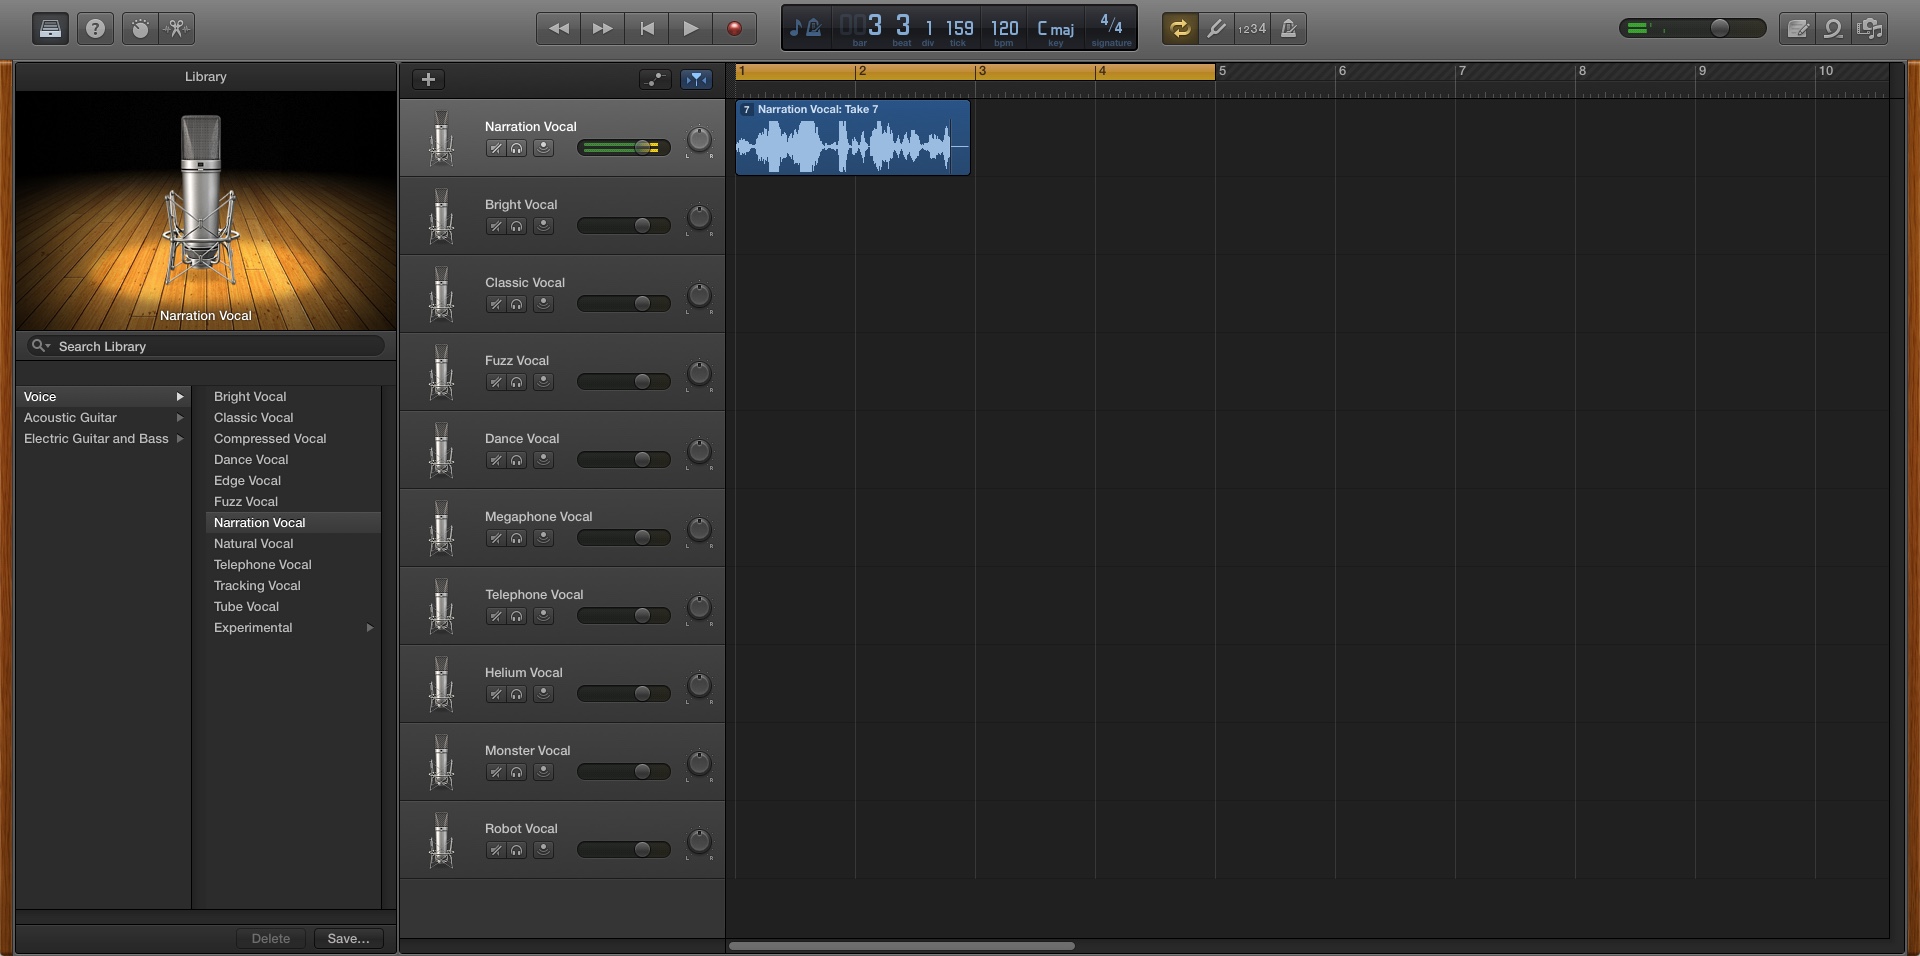 3 3 1 159 120 C maj 4/4
bar beat div tick bpm key signature
1234
Library
Narration Vocal
Search Library
Voice
Acoustic Guitar
Electric Guitar and Bass
Bright Vocal
Classic Vocal
Compressed Vocal
Dance Vocal
Edge Vocal
Fuzz Vocal
Narration Vocal
Natural Vocal
Telephone Vocal
Tracking Vocal
Tube Vocal
Experimental
Delete Save...
1 2 3 4 5 6 7 8 9 10
Narration Vocal
L R
7 Narration Vocal: Take 7
Bright Vocal
L R
Classic Vocal
L R
Fuzz Vocal
L R
Dance Vocal
L R
Megaphone Vocal
L R
Telephone Vocal
L R
Helium Vocal
L R
Monster Vocal
L R
Robot Vocal
L R